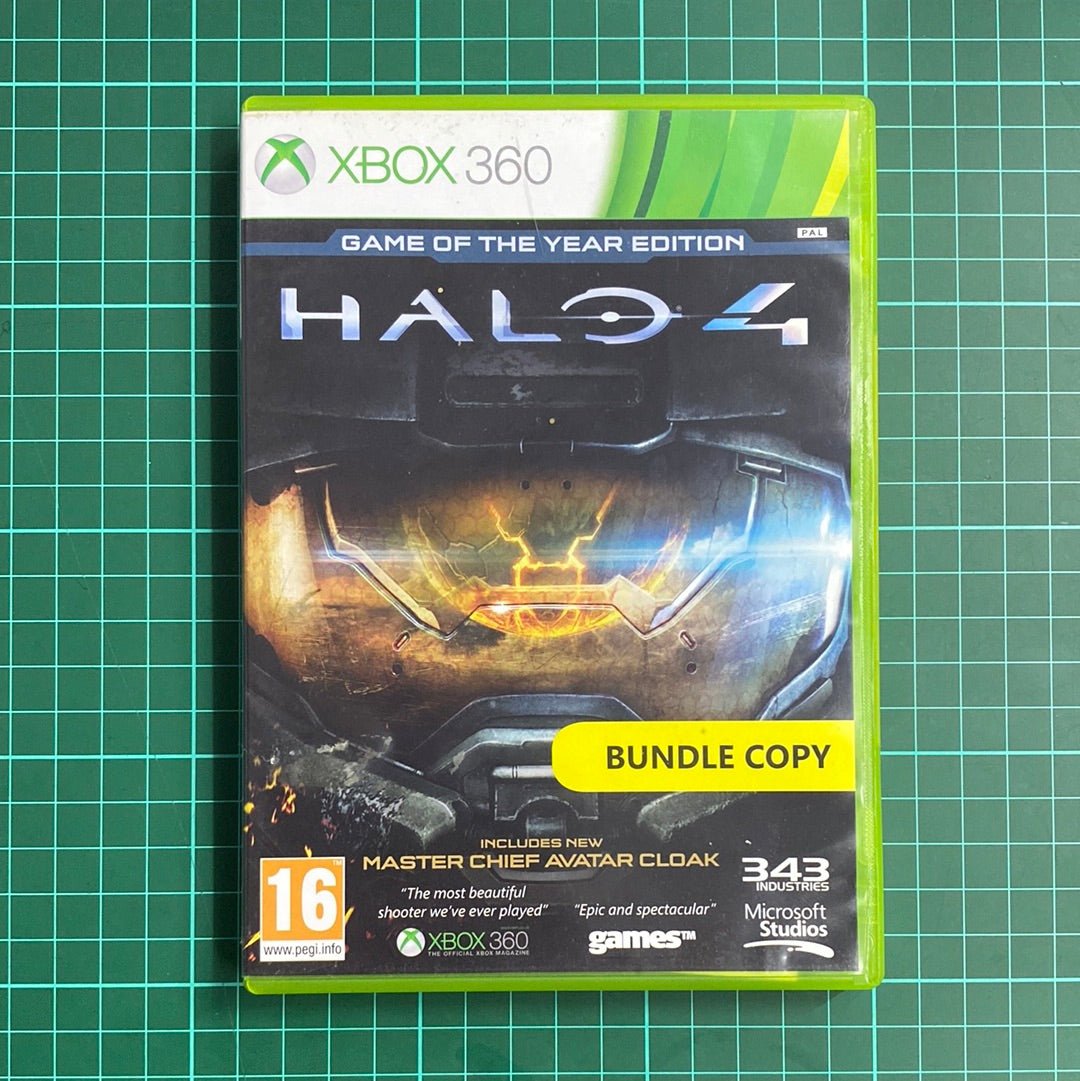 XBOX 360
GAME OF THE YEAR EDITION
PAL
HALO 4
BUNDLE COPY
INCLUDES NEW
MASTER CHIEF AVATAR CLOAK
"The most beautiful
shooter we've ever played"
XBOX 360
THE OFFICIAL XBOX MAGAZINE
"Epic and spectacular"
games™
343
INDUSTRIES
Microsoft
Studios
16
www.pegi.info